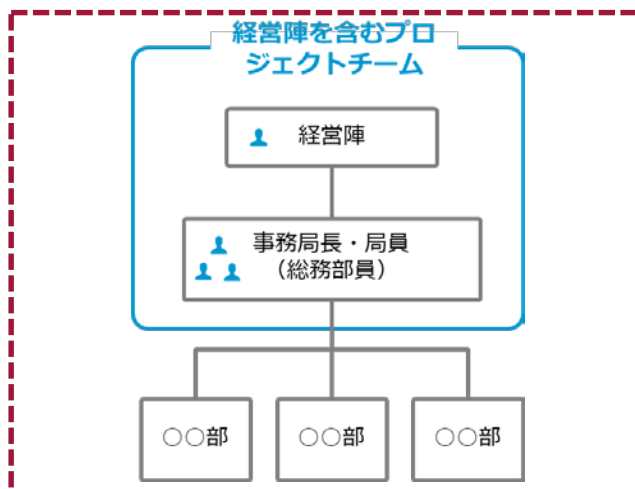 経営陣を含むプロ
ジェクトチーム
経営陣
事務局長・局員
（総務部員）
○○部
○○部
○○部